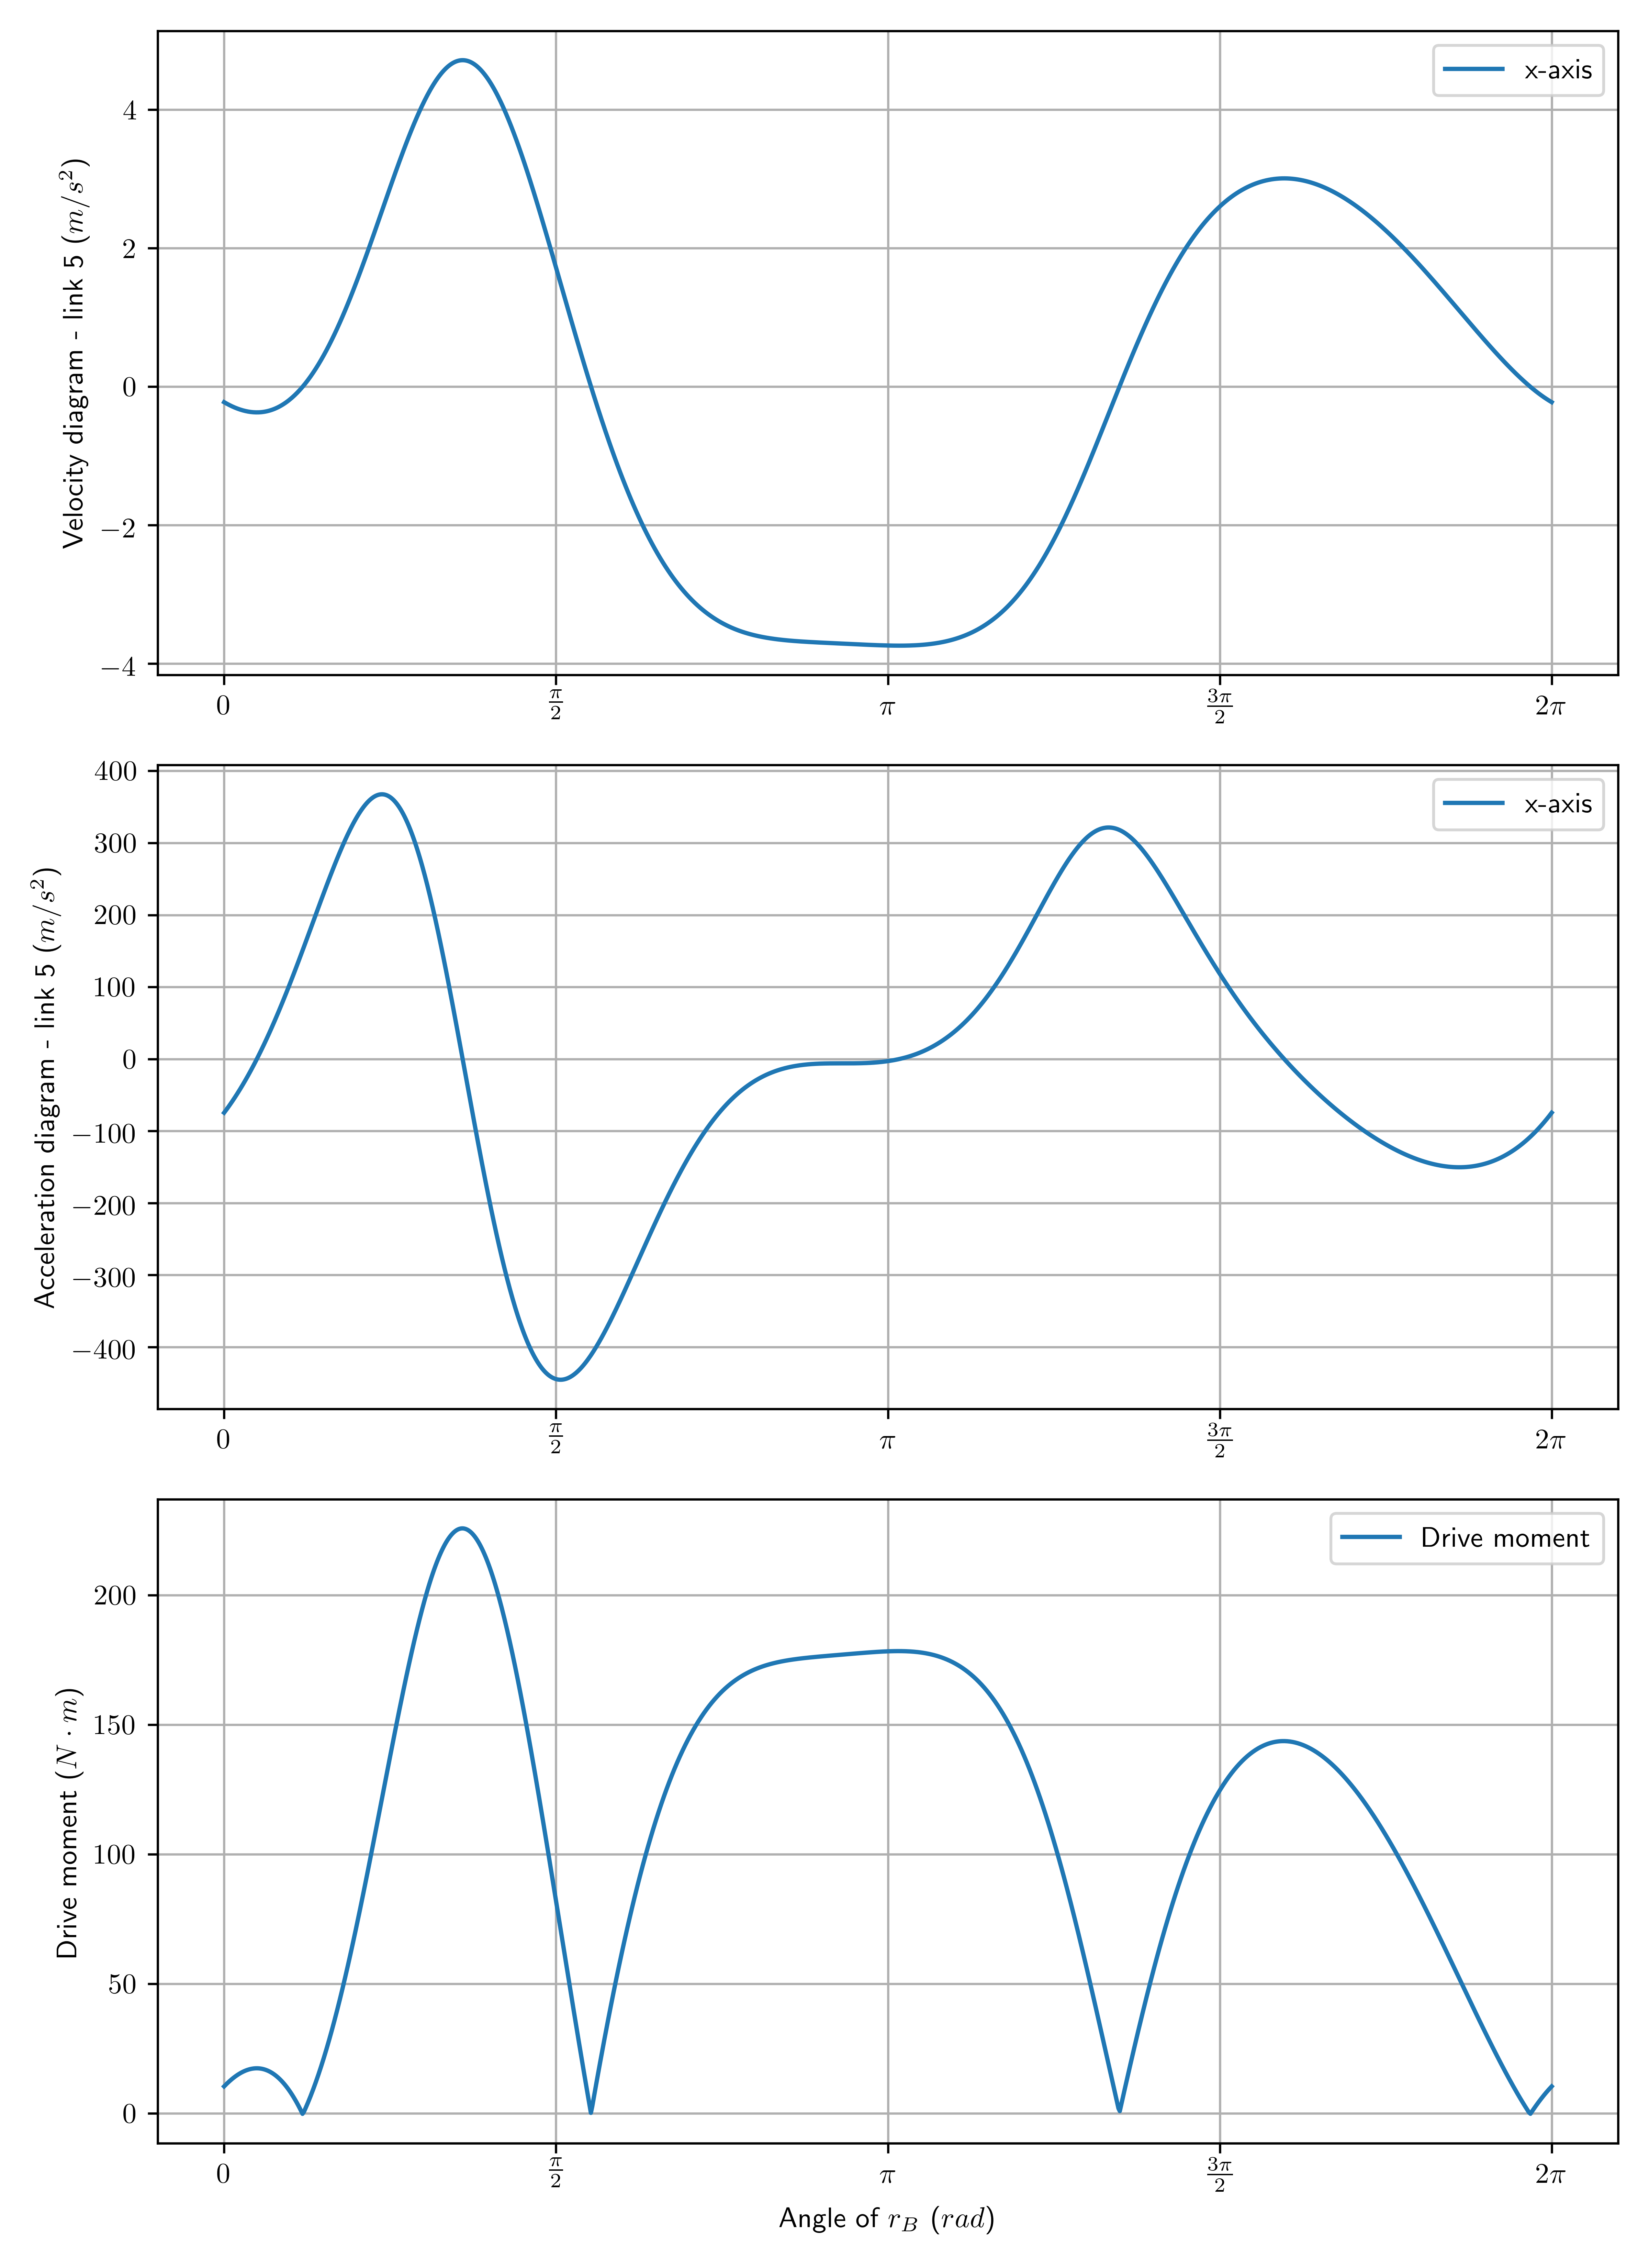 x-axis
Velocity diagram - link 5 (m/s²)
4
2
0
−2
−4
0 π/2 π 3π/2 2π
x-axis
Acceleration diagram - link 5 (m/s²)
400
300
200
100
0
−100
−200
−300
−400
0 π/2 π 3π/2 2π
Drive moment
Drive moment (N · m)
200
150
100
50
0
0 π/2 π 3π/2 2π
Angle of r_B (rad)